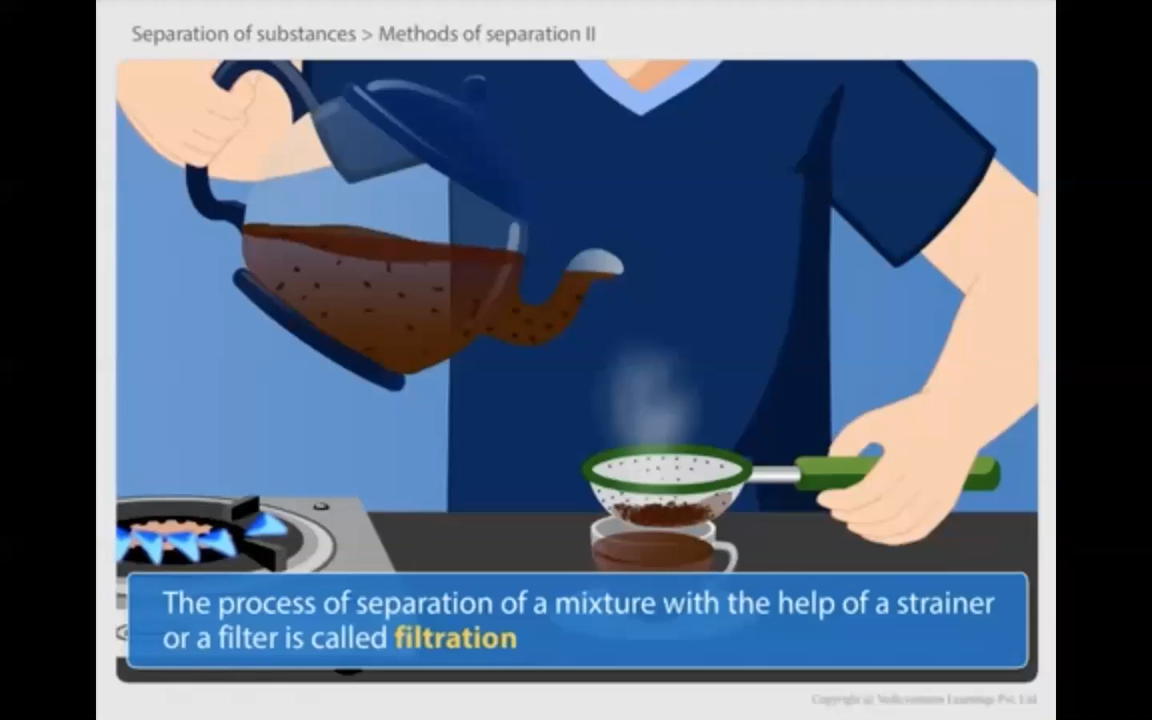 Separation of substances > Methods of separation II
The process of separation of a mixture with the help of a strainer
or a filter is called filtration